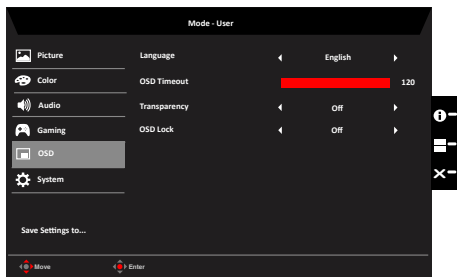 Mode - User
Picture
Language English
Color
OSD Timeout 120
Audio
Transparency Off
Gaming
OSD Lock Off
OSD
System
Save Settings to...
Move Enter